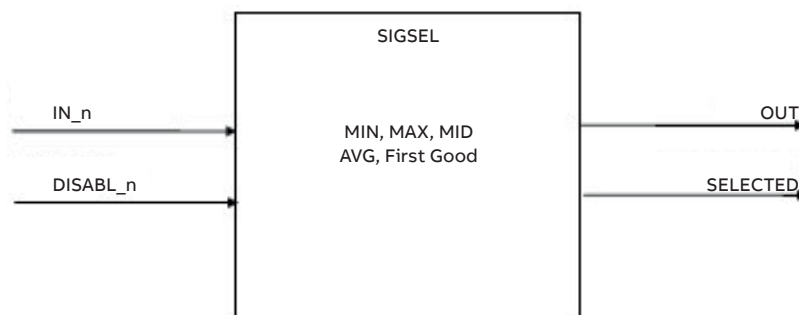 SIGSEL
IN_n
MIN, MAX, MID
AVG, First Good
OUT
DISABL_n
SELECTED